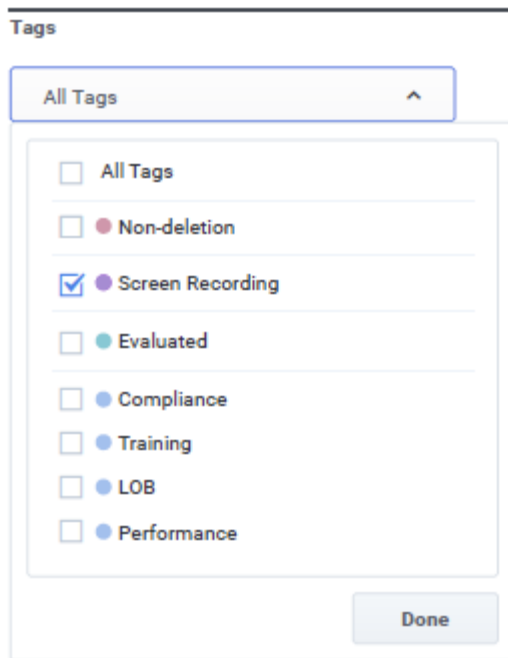 Tags
All Tags
All Tags
Non-deletion
Screen Recording
Evaluated
Compliance
Training
LOB
Performance
Done